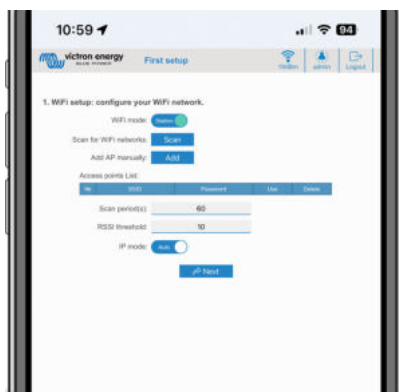 10:59
94
victron energy
BLUE POWER
First setup
admin
Logout
1. WiFi setup: configure your WiFi network.
WiFi mode:
Station
Scan for WiFi networks:
Scan
Add AP manually:
Add
Access points List:
Nr SSID Password Use Delete
Scan period(s): 60
RSSI threshold: 10
IP mode: Auto
Next